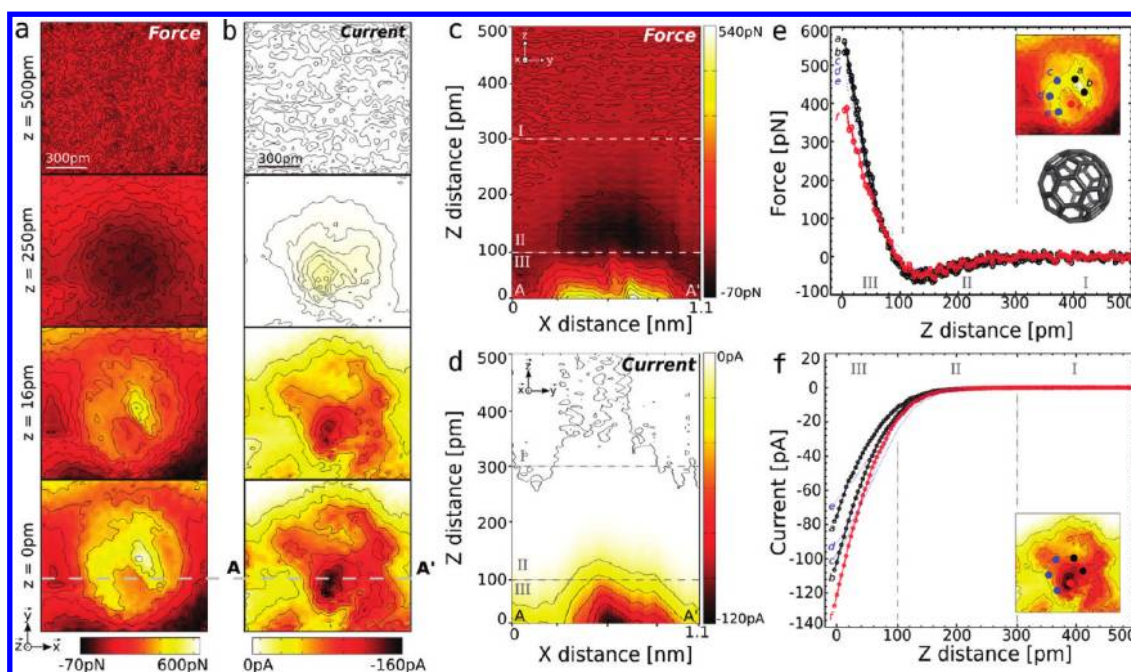 a
Force
z = 500pm
300pm
z = 250pm
z = 16pm
z = 0pm
-70pN 600pN
b
Current
300pm
A A'
0pA -160pA
c
Force
540pN
-70pN
Z distance [pm]
500
400
300
200
100
0
I
II
III
A A'
0 1.1
X distance [nm]
d
Current
0pA
-120pA
Z distance [pm]
500
400
300
200
100
0
I
II
III
A A'
0 1.1
X distance [nm]
e
Force [pN]
600
500
400
300
200
100
0
-100
a
b
c
d
e
f
III II I
0 100 200 300 400 500
Z distance [pm]
f
Current [pA]
0
-20
-40
-60
-80
-100
-120
-140
III II I
e
a
d
c
b
f
0 100 200 300 400 500
Z distance [pm]